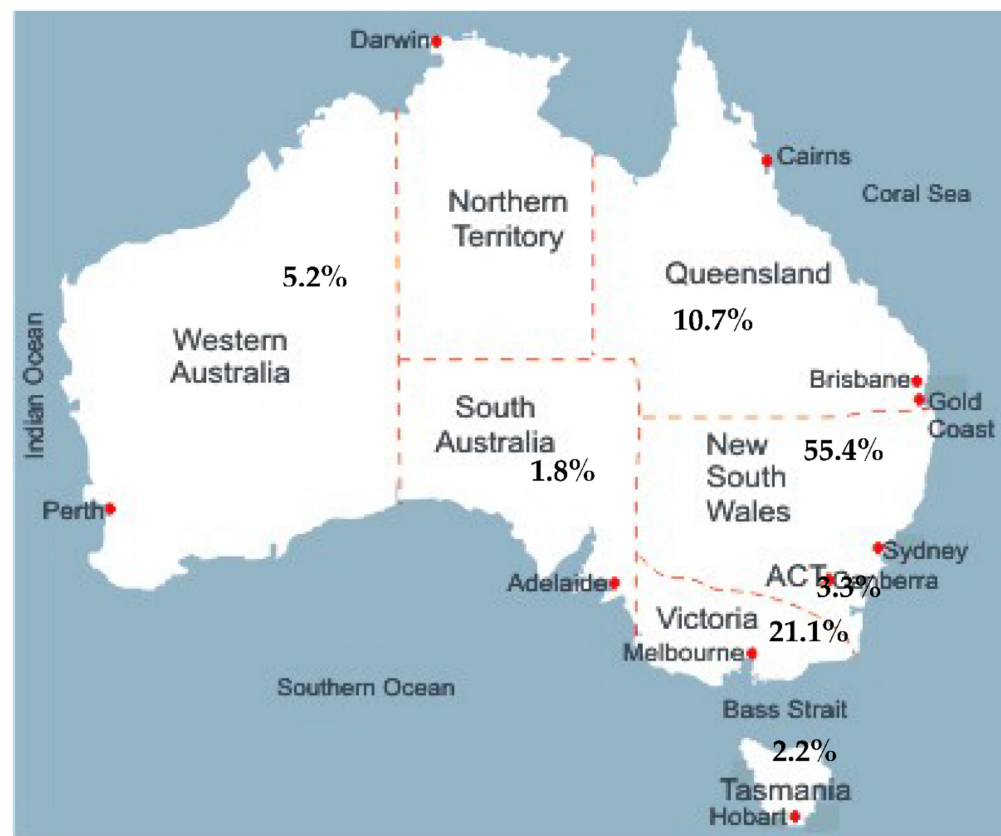 Darwin
Cairns
Coral Sea
Northern
Territory
5.2%
Queensland
10.7%
Indian Ocean
Western
Australia
Brisbane
Gold
Coast
South
Australia
1.8%
New
South
Wales
55.4%
Perth
Sydney
ACT
Canberra
3.3%
Adelaide
Victoria
21.1%
Melbourne
Southern Ocean
Bass Strait
2.2%
Tasmania
Hobart